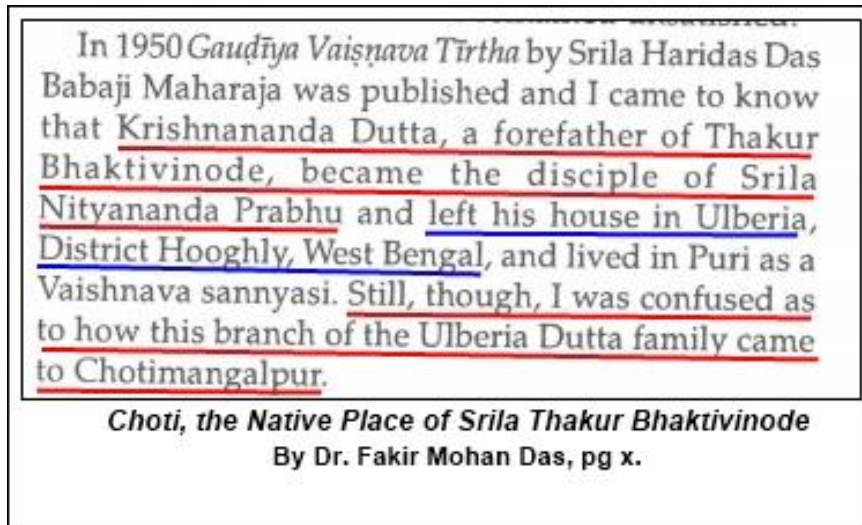 In 1950 Gauḍīya Vaiṣṇava Tīrtha by Srila Haridas Das
Babaji Maharaja was published and I came to know
that Krishnananda Dutta, a forefather of Thakur
Bhaktivinode, became the disciple of Srila
Nityananda Prabhu and left his house in Ulberia,
District Hooghly, West Bengal, and lived in Puri as a
Vaishnava sannyasi. Still, though, I was confused as
to how this branch of the Ulberia Dutta family came
to Chotimangalpur.
Choti, the Native Place of Srila Thakur Bhaktivinode
By Dr. Fakir Mohan Das, pg x.